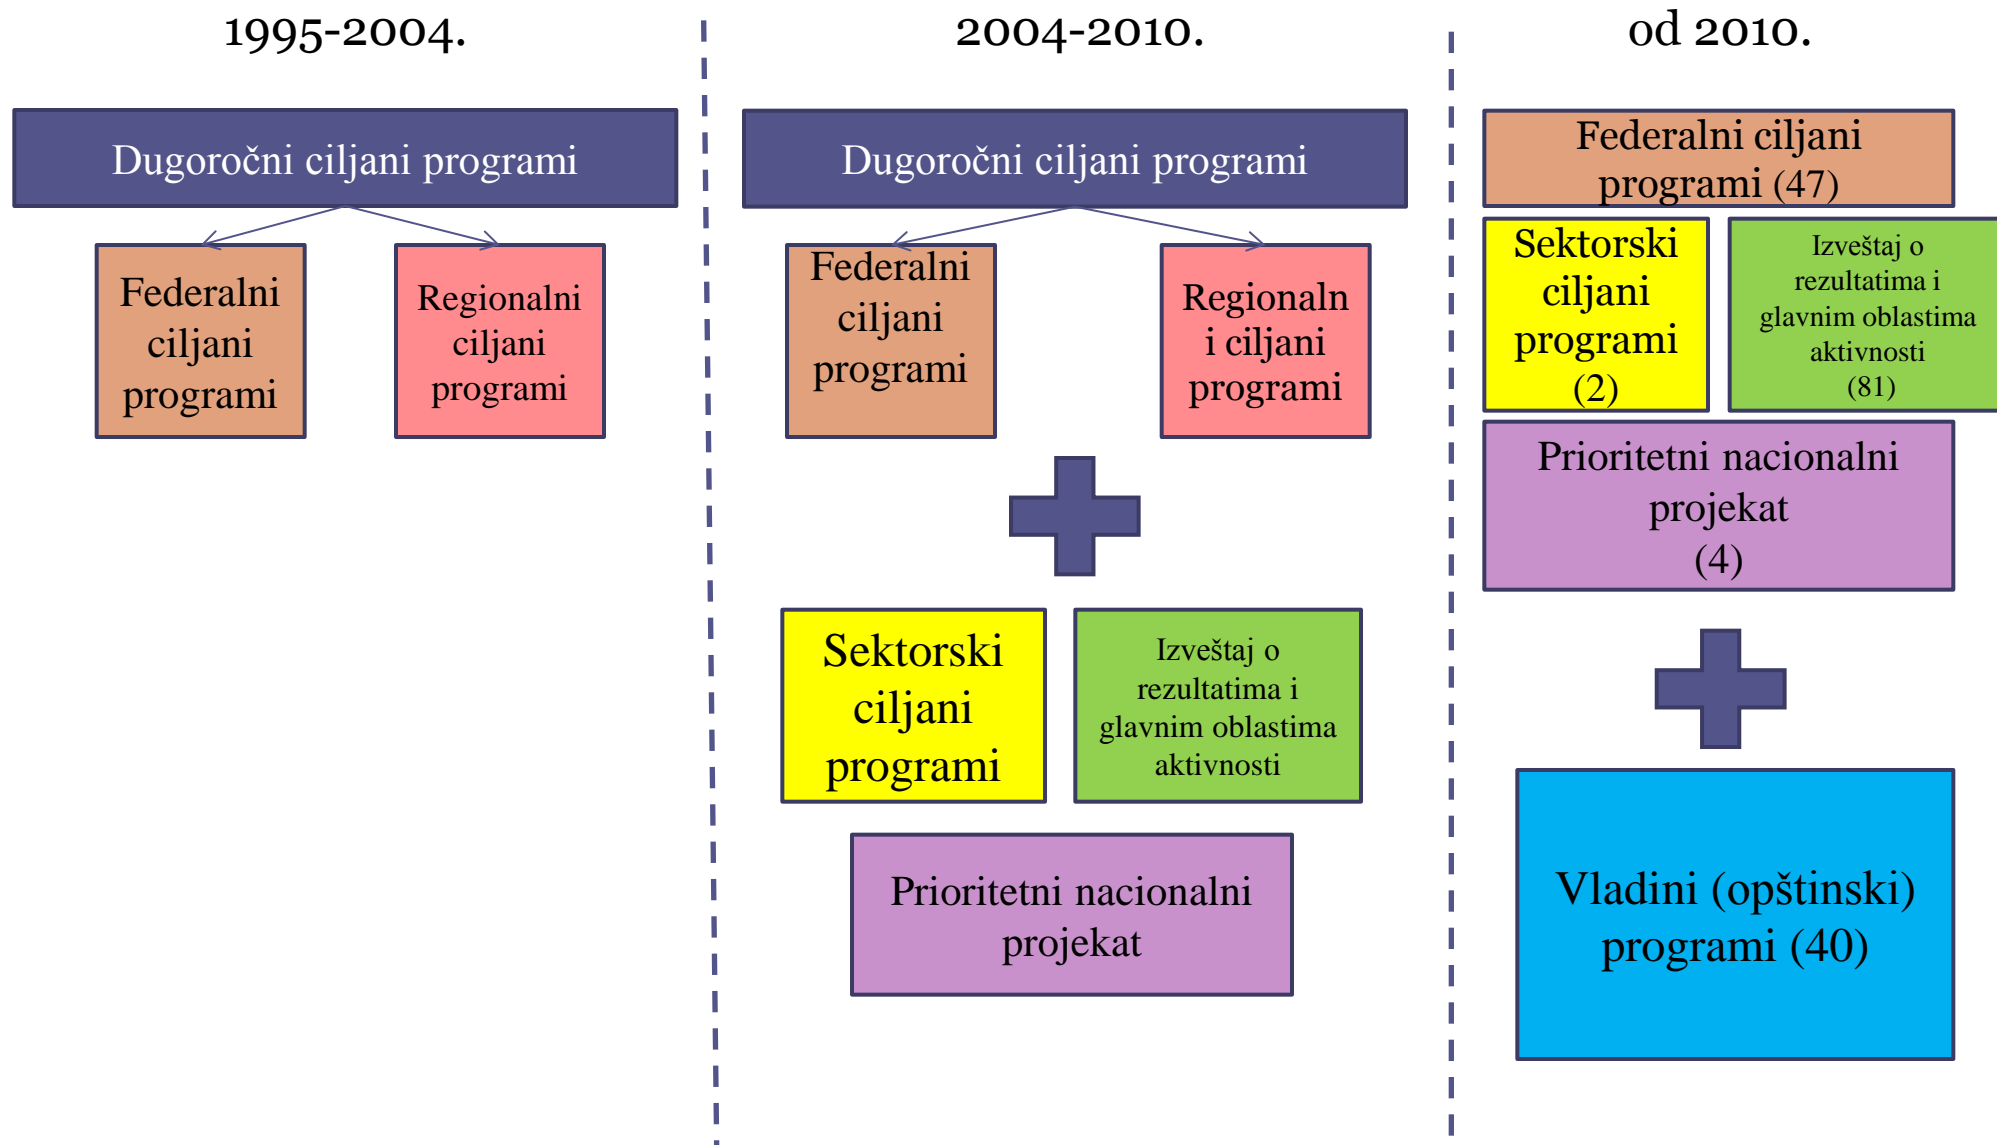 1995-2004.
Dugoročni ciljani programi
Federalni
ciljani
programi
Regionalni
ciljani
programi
2004-2010.
Dugoročni ciljani programi
Federalni
ciljani
programi
Regionaln
i ciljani
programi
Sektorski
ciljani
programi
Izveštaj o
rezultatima i
glavnim oblastima
aktivnosti
Prioritetni nacionalni
projekat
od 2010.
Federalni ciljani
programi (47)
Sektorski
ciljani
programi
(2)
Izveštaj o
rezultatima i
glavnim oblastima
aktivnosti
(81)
Prioritetni nacionalni
projekat
(4)
Vladini (opštinski)
programi (40)